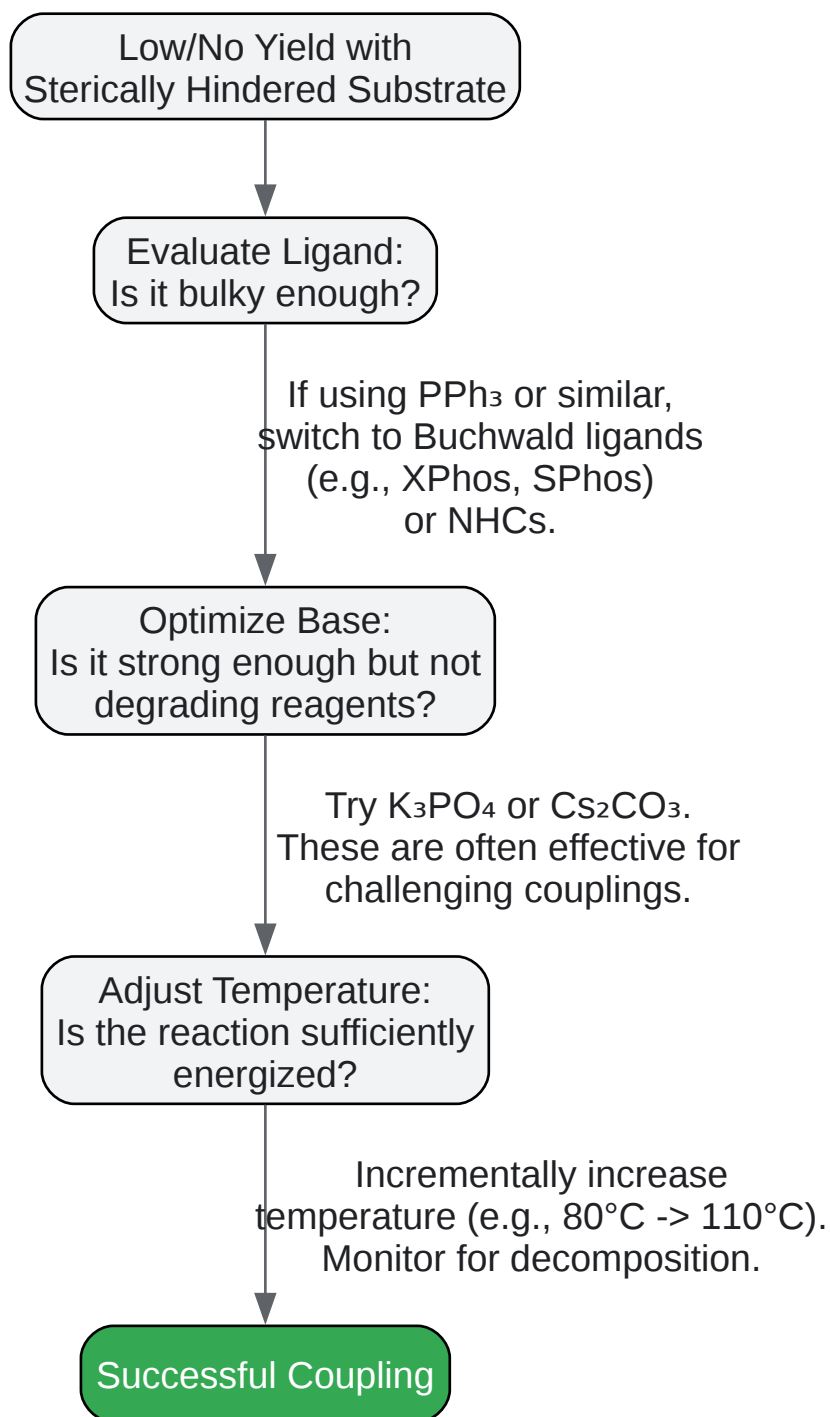 Low/No Yield with
Sterically Hindered Substrate
Evaluate Ligand:
Is it bulky enough?
If using PPh₃ or similar,
switch to Buchwald ligands
(e.g., XPhos, SPhos)
or NHCs.
Optimize Base:
Is it strong enough but not
degrading reagents?
Try K₃PO₄ or Cs₂CO₃.
These are often effective for
challenging couplings.
Adjust Temperature:
Is the reaction sufficiently
energized?
Incrementally increase
temperature (e.g., 80°C -> 110°C).
Monitor for decomposition.
Successful Coupling